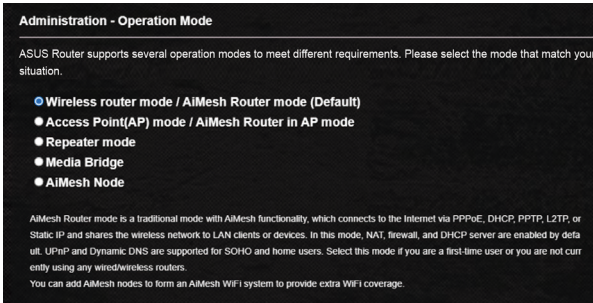 Administration - Operation Mode
ASUS Router supports several operation modes to meet different requirements. Please select the mode that match your
situation.
Wireless router mode / AiMesh Router mode (Default)
Access Point(AP) mode / AiMesh Router in AP mode
Repeater mode
Media Bridge
AiMesh Node
AiMesh Router mode is a traditional mode with AiMesh functionality, which connects to the Internet via PPPoE, DHCP, PPTP, L2TP, or
Static IP and shares the wireless network to LAN clients or devices. In this mode, NAT, firewall, and DHCP server are enabled by defa
ult. UPnP and Dynamic DNS are supported for SOHO and home users. Select this mode if you are a first-time user or you are not curr
ently using any wired/wireless routers.
You can add AiMesh nodes to form an AiMesh WiFi system to provide extra WiFi coverage.